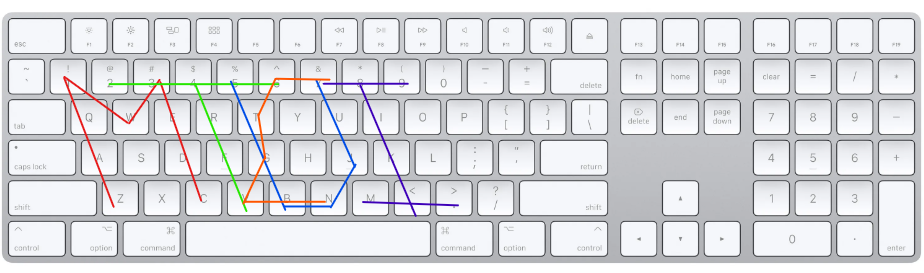 esc F1 F2 F3 F4 F5 F6 F7 F8 F9 F10 F11 F12 F13 F14 F15 F16 F17 F18 F19
~ ! @ # $ % ^ & * ( ) _ +
` 2 3 4 5 6 8 9 0 - = delete fn home page up clear = / *
tab Q W E R T Y U I O P { [ } ] | \ delete end page down 7 8 9 -
caps lock A S D F G H J K L : ; " ' return 4 5 6 +
shift Z X C V B N M < , > . ? / shift 1 2 3
control option command command option control 0 . enter